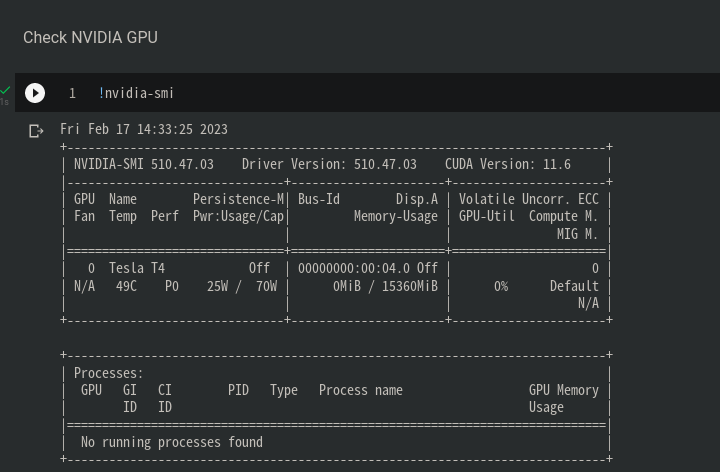 Check NVIDIA GPU
1s
1 !nvidia-smi
Fri Feb 17 14:33:25 2023
+-----------------------------------------------------------------------------+
| NVIDIA-SMI 510.47.03    Driver Version: 510.47.03    CUDA Version: 11.6     |
|-------------------------------+----------------------+----------------------+
| GPU  Name        Persistence-M| Bus-Id        Disp.A | Volatile Uncorr. ECC |
| Fan  Temp  Perf  Pwr:Usage/Cap|         Memory-Usage | GPU-Util  Compute M. |
|                               |                      |               MIG M. |
|===============================+======================+======================|
|   0  Tesla T4            Off  | 00000000:00:04.0 Off |                    0 |
| N/A   49C    P0    25W /  70W |      0MiB / 15360MiB |      0%      Default |
|                               |                      |                  N/A |
+-------------------------------+----------------------+----------------------+

+-----------------------------------------------------------------------------+
| Processes:                                                                  |
|  GPU   GI   CI        PID   Type   Process name                  GPU Memory |
|        ID   ID                                                   Usage      |
|=============================================================================|
|  No running processes found                                                 |
+-----------------------------------------------------------------------------+